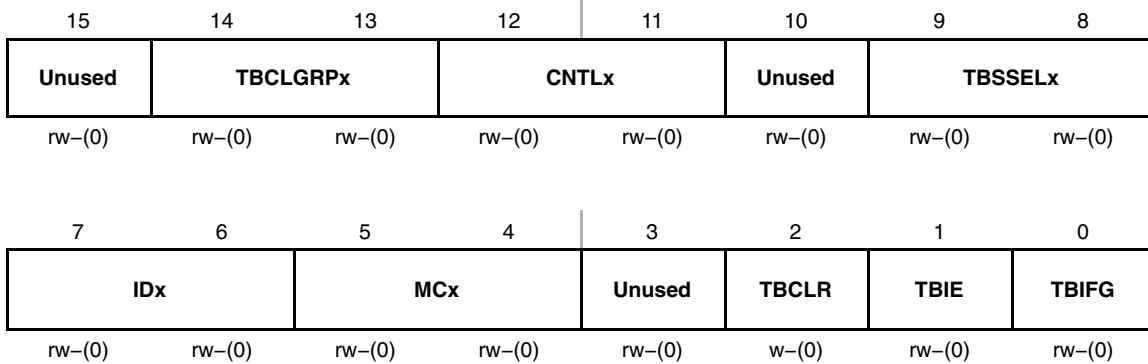 15 14 13 12 11 10 9 8
Unused TBCLGRPx CNTLx Unused TBSSELx
rw−(0) rw−(0) rw−(0) rw−(0) rw−(0) rw−(0) rw−(0) rw−(0)
7 6 5 4 3 2 1 0
IDx MCx Unused TBCLR TBIE TBIFG
rw−(0) rw−(0) rw−(0) rw−(0) rw−(0) w−(0) rw−(0) rw−(0)